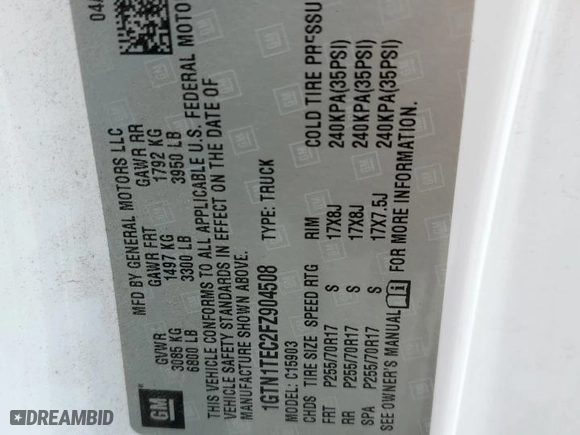 04/
MFD BY GENERAL MOTORS LLC
GVWR GAWR FRT GAWR RR
3085 KG 1497 KG 1792 KG
6800 LB 3300 LB 3950 LB
THIS VEHICLE CONFORMS TO ALL APPLICABLE U.S. FEDERAL MOTO
VEHICLE SAFETY STANDARDS IN EFFECT ON THE DATE OF
MANUFACTURE SHOWN ABOVE.
1GTN1TEC2FZ904508 TYPE: TRUCK
MODEL: C15903
CHDS TIRE SIZE SPEED RTG RIM COLD TIRE PRESSU
FRT P255/70R17 S 17X8J 240KPA(35PSI)
RR P255/70R17 S 17X8J 240KPA(35PSI)
SPA P255/70R17 S 17X7.5J 240KPA(35PSI)
SEE OWNER'S MANUAL FOR MORE INFORMATION.
GM
DREAMBID